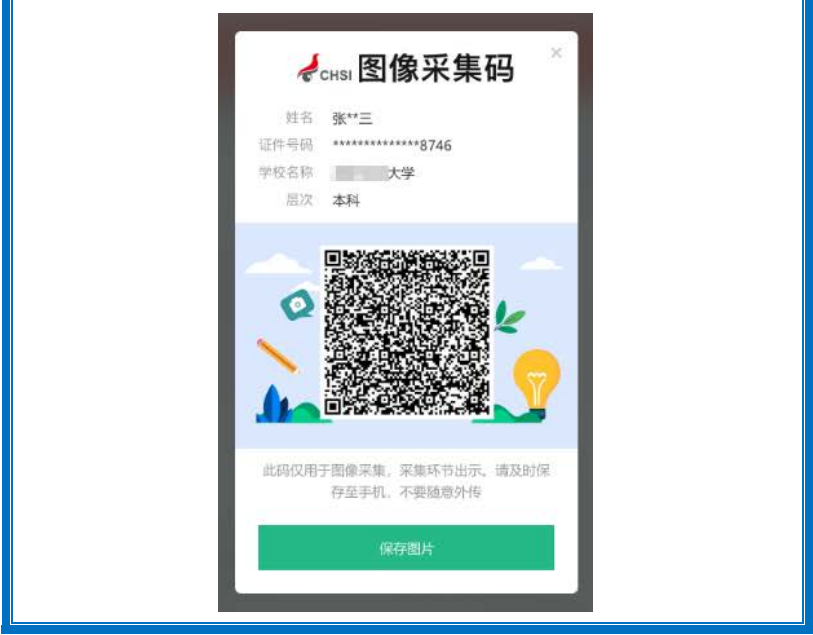 CHSI 图像采集码
×
姓名 张**三
证件号码 **************8746
学校名称 大学
层次 本科
此码仅用于图像采集，采集环节出示。请及时保
存至手机，不要随意外传
保存图片